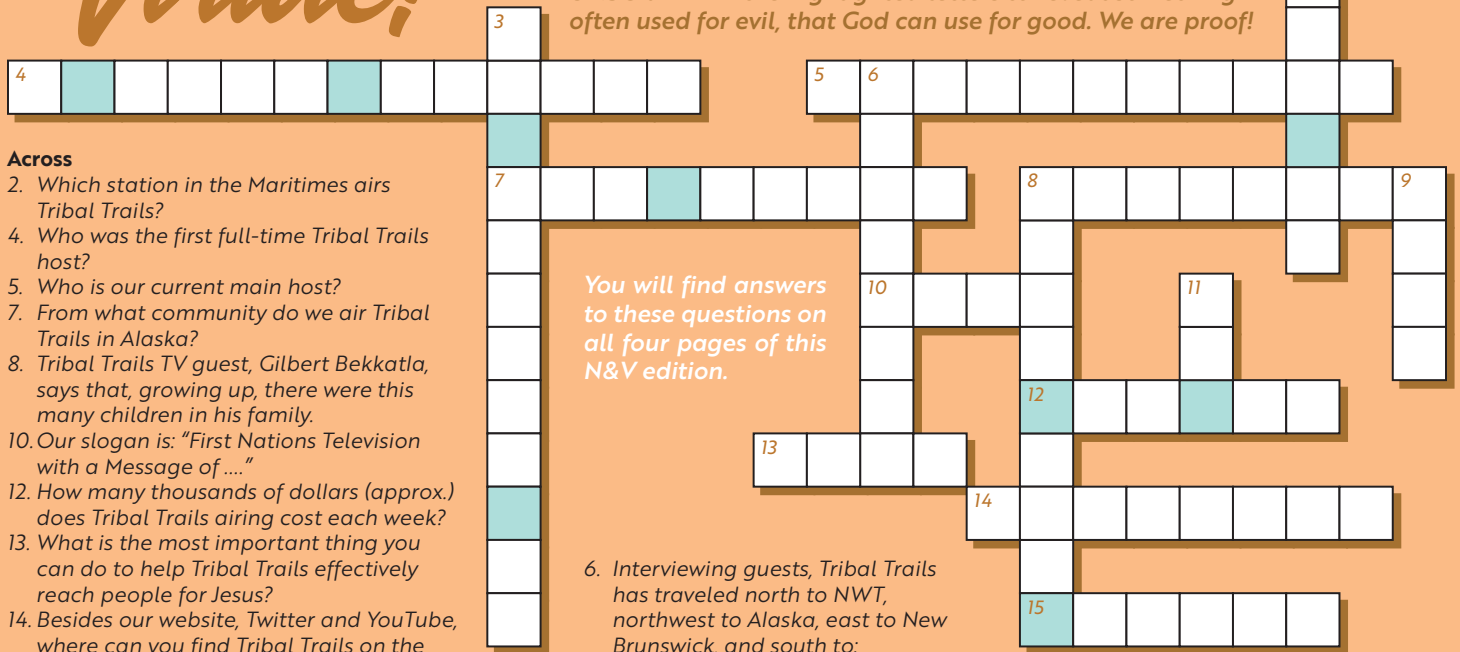 3
often used for evil, that God can use for good. We are proof!
4
5 6
Across
2. Which station in the Maritimes airs
Tribal Trails?
4. Who was the first full-time Tribal Trails
host?
5. Who is our current main host?
7. From what community do we air Tribal
Trails in Alaska?
8. Tribal Trails TV guest, Gilbert Bekkatla,
says that, growing up, there were this
many children in his family.
10. Our slogan is: “First Nations Television
with a Message of ....”
12. How many thousands of dollars (approx.)
does Tribal Trails airing cost each week?
13. What is the most important thing you
can do to help Tribal Trails effectively
reach people for Jesus?
14. Besides our website, Twitter and YouTube,
where can you find Tribal Trails on the
7
8
9
You will find answers
to these questions on
all four pages of this
N&V edition.
10
11
12
13
14
6. Interviewing guests, Tribal Trails
has traveled north to NWT,
northwest to Alaska, east to New
Brunswick, and south to:
15